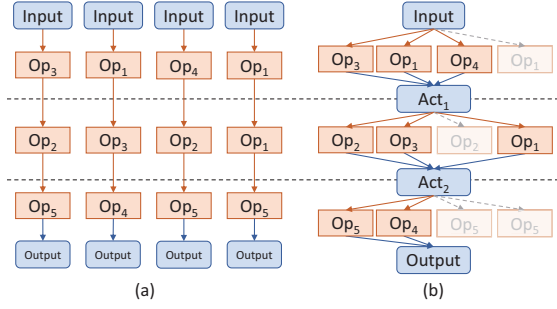 Input Input Input Input Input
Op₃ Op₁ Op₄ Op₁ Op₃ Op₁ Op₄ Op₁
Act₁
Op₂ Op₃ Op₂ Op₁ Op₂ Op₃ Op₂ Op₁
Act₂
Op₅ Op₄ Op₅ Op₅ Op₅ Op₄ Op₅ Op₅
Output Output Output Output Output
(a) (b)